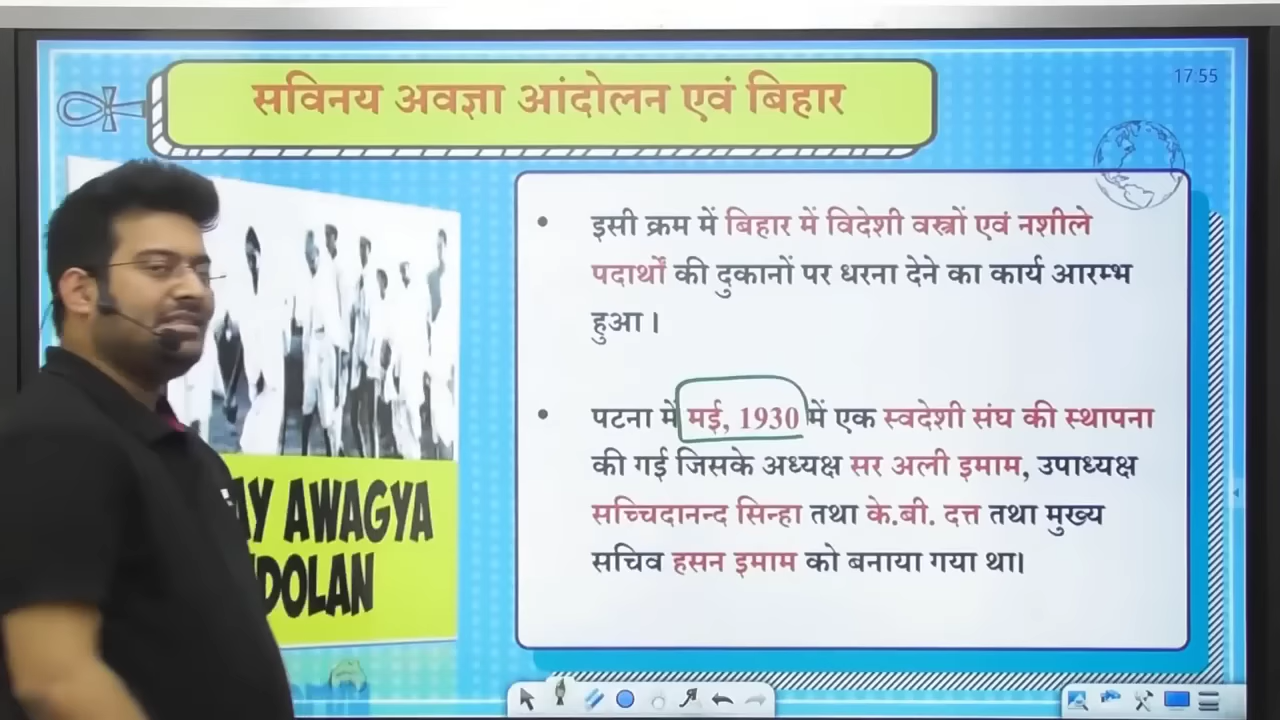 सविनय अवज्ञा आंदोलन एवं बिहार
17:55
• इसी क्रम में बिहार में विदेशी वस्त्रों एवं नशीले
पदार्थों की दुकानों पर धरना देने का कार्य आरम्भ
हुआ।
• पटना में मई, 1930 में एक स्वदेशी संघ की स्थापना
की गई जिसके अध्यक्ष सर अली इमाम, उपाध्यक्ष
सच्चिदानन्द सिन्हा तथा के.बी. दत्त तथा मुख्य
सचिव हसन इमाम को बनाया गया था।
AY AWAGYA
DOLAN